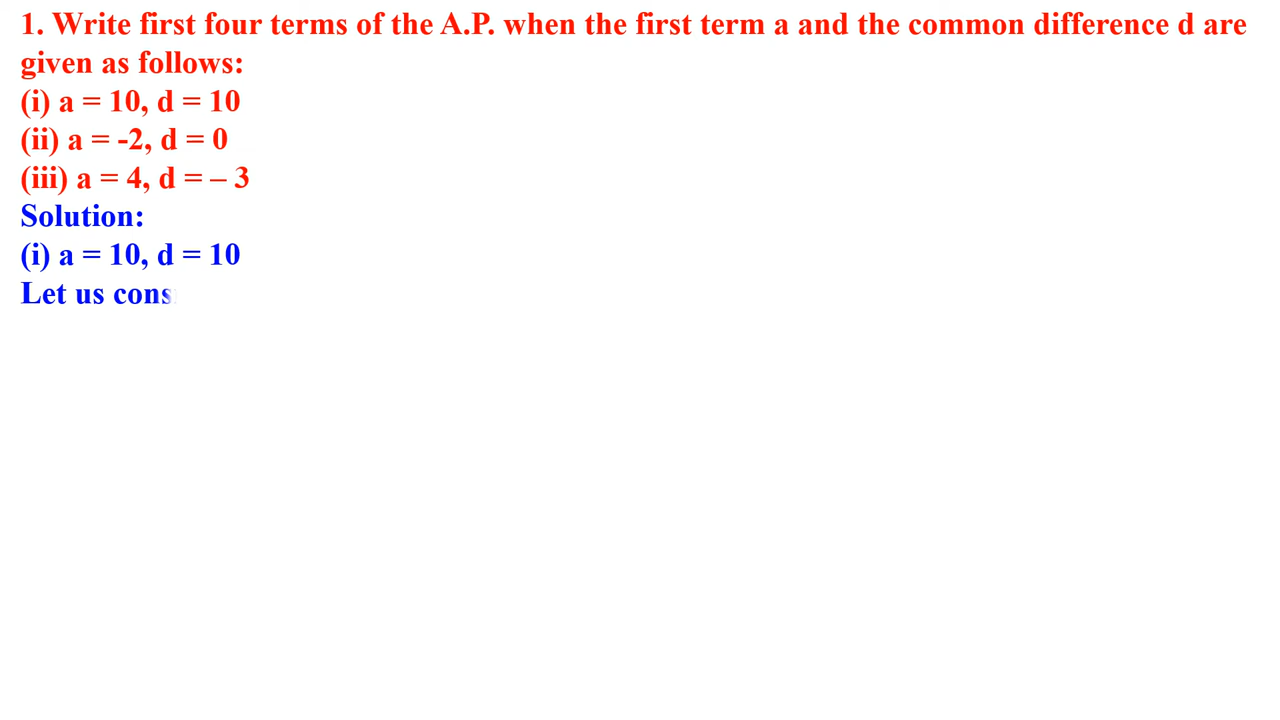 1. Write first four terms of the A.P. when the first term a and the common difference d are
given as follows:
(i) a = 10, d = 10
(ii) a = -2, d = 0
(iii) a = 4, d = – 3
Solution:
(i) a = 10, d = 10
Let us cons